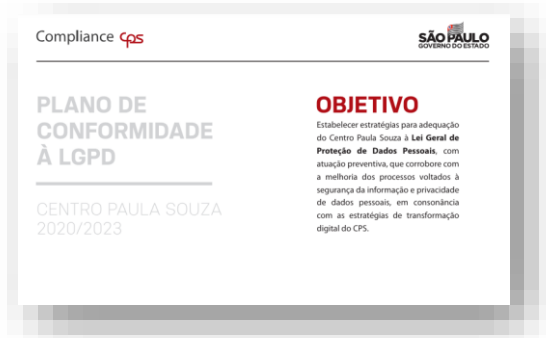 Compliance cps
SÃO PAULO
GOVERNO DO ESTADO
PLANO DE
CONFORMIDADE
À LGPD
CENTRO PAULA SOUZA
2020/2023
OBJETIVO
Estabelecer estratégias para adequação
do Centro Paula Souza à Lei Geral de
Proteção de Dados Pessoais, com
atuação preventiva, que corrobore com
a melhoria dos processos voltados à
segurança da informação e privacidade
de dados pessoais, em consonância
com as estratégias de transformação
digital do CPS.